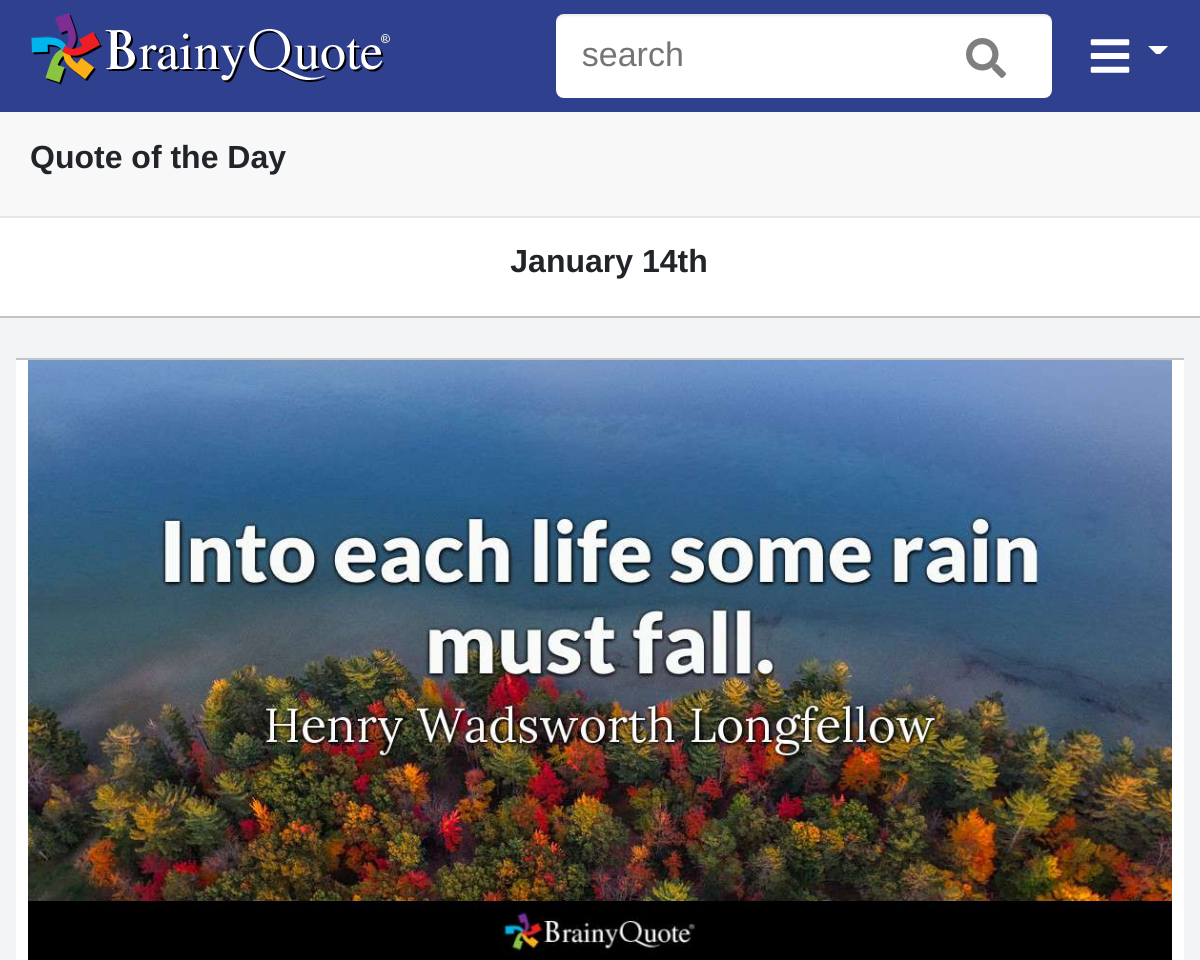 BrainyQuote®
search
Quote of the Day
January 14th
Into each life some rain
must fall.
Henry Wadsworth Longfellow
BrainyQuote®